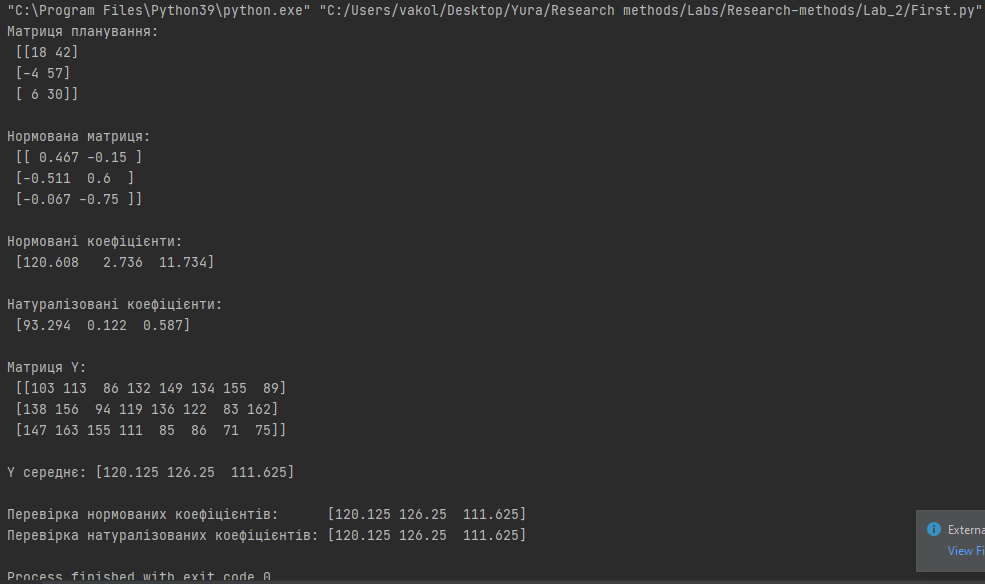 "C:\Program Files\Python39\python.exe" "C:/Users/vakol/Desktop/Yura/Research methods/Labs/Research-methods/Lab_2/First.py"
Матриця планування:
[[18 42]
[-4 57]
[ 6 30]]
Нормована матриця:
[[ 0.467 -0.15 ]
[-0.511  0.6  ]
[-0.067 -0.75 ]]
Нормовані коефіцієнти:
[120.608   2.736  11.734]
Натуралізовані коефіцієнти:
[93.294  0.122  0.587]
Матриця Y:
[[103 113  86 132 149 134 155  89]
[138 156  94 119 136 122  83 162]
[147 163 155 111  85  86  71  75]]
Y середнє: [120.125 126.25  111.625]
Перевірка нормованих коефіцієнтів:      [120.125 126.25  111.625]
Перевірка натуралізованих коефіцієнтів: [120.125 126.25  111.625]
Externa
View Fi
Process finished with exit code 0